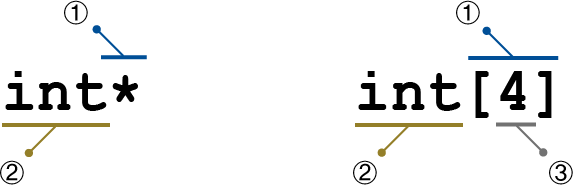 ① ①
int* int[4]
② ② ③